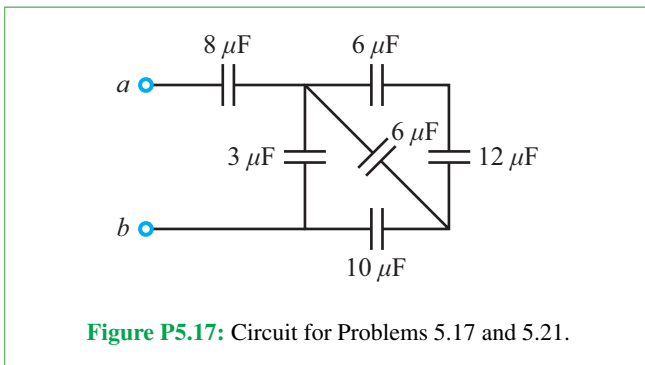 8 μF 6 μF
a
6 μF
3 μF 12 μF
b
10 μF
Figure P5.17: Circuit for Problems 5.17 and 5.21.